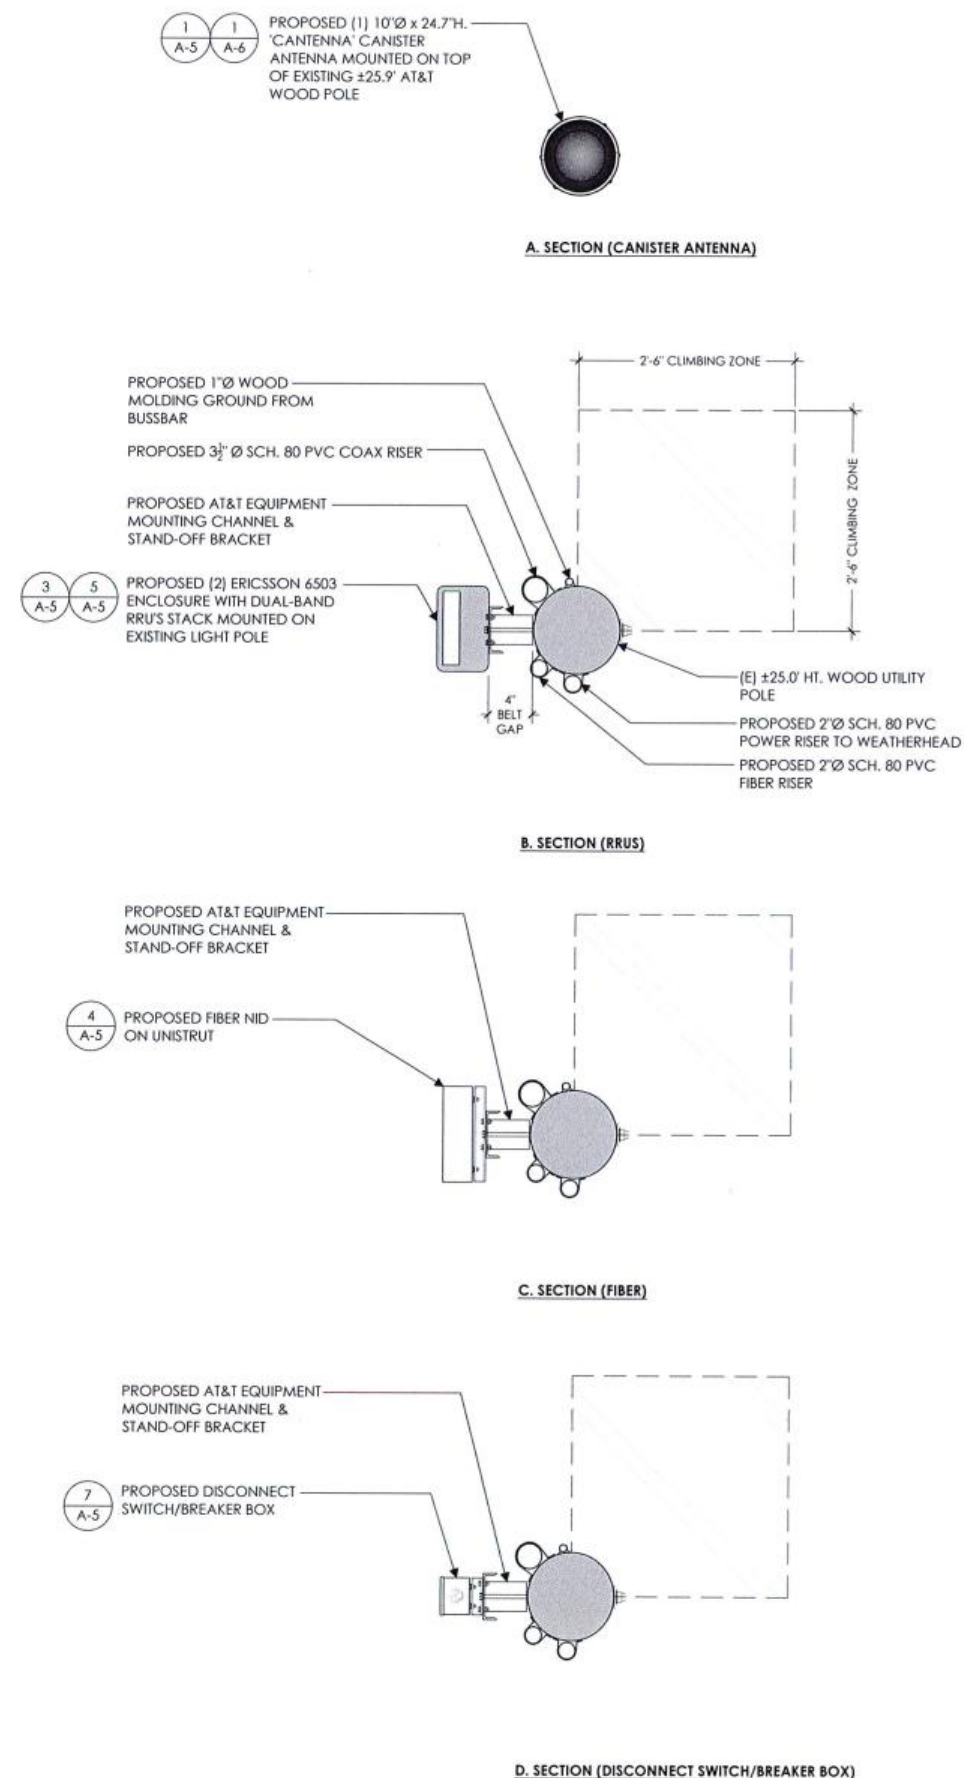 1 1
A-5 A-6
PROPOSED (1) 10"Ø x 24.7"H.
'CANTENNA' CANISTER
ANTENNA MOUNTED ON TOP
OF EXISTING ±25.9' AT&T
WOOD POLE
A. SECTION (CANISTER ANTENNA)
2'-6" CLIMBING ZONE
2'-6" CLIMBING ZONE
PROPOSED 1"Ø WOOD
MOLDING GROUND FROM
BUSSBAR
PROPOSED 3½" Ø SCH. 80 PVC COAX RISER
PROPOSED AT&T EQUIPMENT
MOUNTING CHANNEL &
STAND-OFF BRACKET
3 5
A-5 A-5
PROPOSED (2) ERICSSON 6503
ENCLOSURE WITH DUAL-BAND
RRU'S STACK MOUNTED ON
EXISTING LIGHT POLE
4"
BELT
GAP
(E) ±25.0' HT. WOOD UTILITY
POLE
PROPOSED 2"Ø SCH. 80 PVC
POWER RISER TO WEATHERHEAD
PROPOSED 2"Ø SCH. 80 PVC
FIBER RISER
B. SECTION (RRUS)
PROPOSED AT&T EQUIPMENT
MOUNTING CHANNEL &
STAND-OFF BRACKET
4
A-5
PROPOSED FIBER NID
ON UNISTRUT
C. SECTION (FIBER)
PROPOSED AT&T EQUIPMENT
MOUNTING CHANNEL &
STAND-OFF BRACKET
7
A-5
PROPOSED DISCONNECT
SWITCH/BREAKER BOX
D. SECTION (DISCONNECT SWITCH/BREAKER BOX)